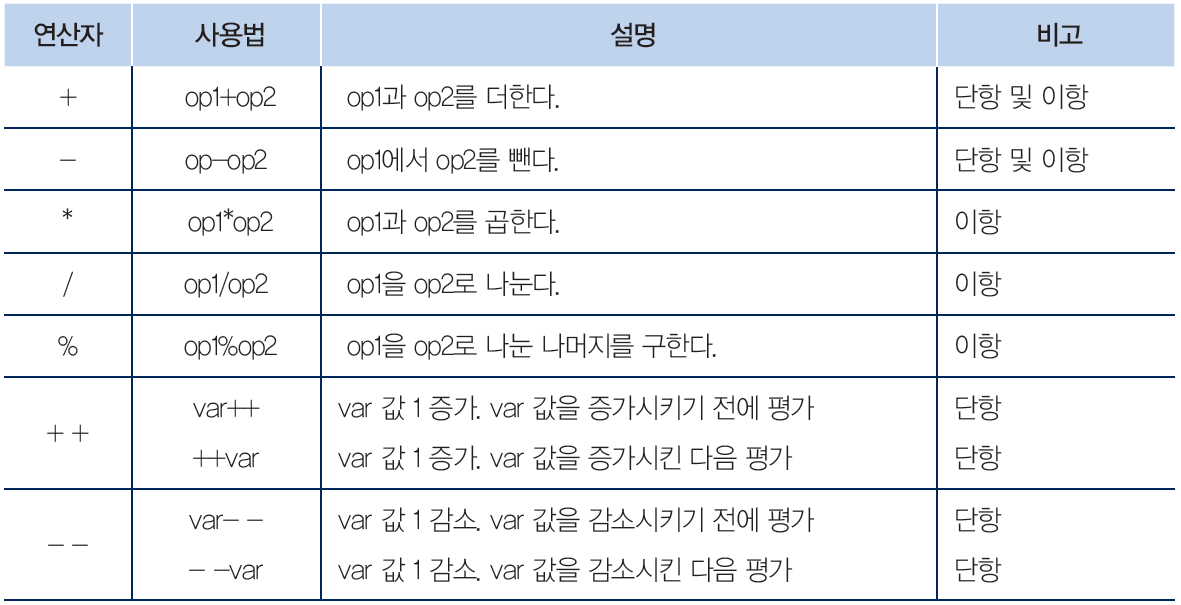 연산자 사용법 설명 비고
+ op1+op2 op1과 op2를 더한다. 단항 및 이항
- op-op2 op1에서 op2를 뺀다. 단항 및 이항
* op1*op2 op1과 op2를 곱한다. 이항
/ op1/op2 op1을 op2로 나눈다. 이항
% op1%op2 op1을 op2로 나눈 나머지를 구한다. 이항
++ var++ var 값 1 증가. var 값을 증가시키기 전에 평가 단항
++var var 값 1 증가. var 값을 증가시킨 다음 평가 단항
-- var-- var 값 1 감소. var 값을 감소시키기 전에 평가 단항
--var var 값 1 감소. var 값을 감소시킨 다음 평가 단항